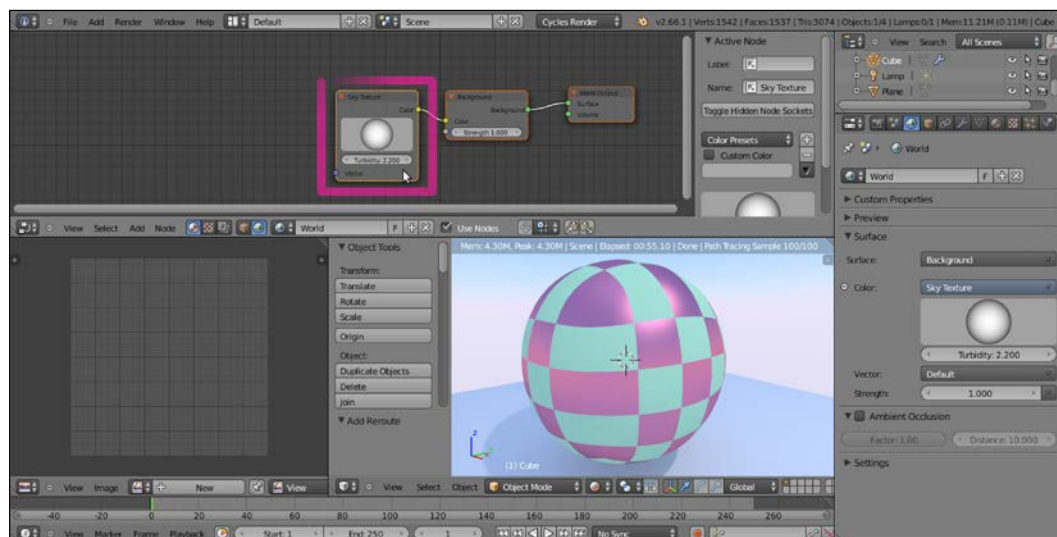 File Add Render Window Help Default Scene Cycles Render v2.66.1 | Verts:1542 | Faces:1537 | Tris:3074 | Objects:1/4 | Lamps:0/1 | Mem:11.21M (0.11M) | Cube
Sky Texture
Color
Turbidity: 2.200
Vector
Background
Background
Color
Strength 1.000
World Output
Surface
Volume
▼ Active Node
Label:
Name: Sky Texture
Toggle Hidden Node Sockets
Color Presets
Custom Color
View Search All Scenes
Cube
Lamp
Plane
World
World F
▶ Custom Properties
▶ Preview
▼ Surface
Surface: Background
Color: Sky Texture
Turbidity: 2.200
Vector: Default
Strength: 1.000
▼ Ambient Occlusion
Factor: 1.00 Distance: 10.000
▶ Settings
View Select Add Node World F Use Nodes
▼ Object Tools
Transform:
Translate
Rotate
Scale
Origin
Object:
Duplicate Objects
Delete
Join
▼ Add Reroute
Mem: 4.30M, Peak: 4.30M | Scene | Elapsed: 00:55.10 | Done | Path Tracing Sample 100/100
z
(1) Cube
View Image New View
View Select Object Object Mode Global
-40 -20 0 20 40 60 80 100 120 140 160 180 200 220 240 260
View Marker Frame Playback Start: 1 End: 250 1 No Sync